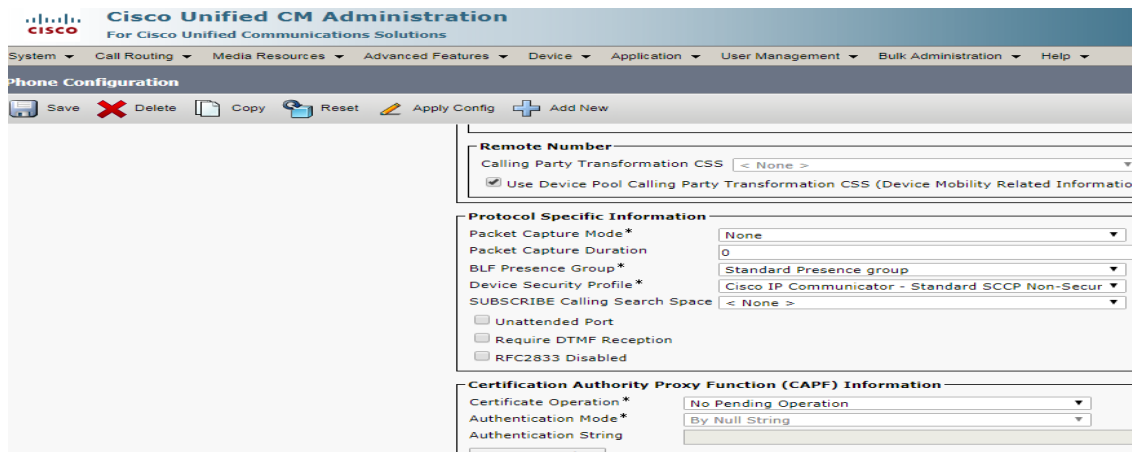 cisco
Cisco Unified CM Administration
For Cisco Unified Communications Solutions
System Call Routing Media Resources Advanced Features Device Application User Management Bulk Administration Help
Phone Configuration
Save Delete Copy Reset Apply Config Add New
Remote Number
Calling Party Transformation CSS < None >
Use Device Pool Calling Party Transformation CSS (Device Mobility Related Informatio
Protocol Specific Information
Packet Capture Mode* None
Packet Capture Duration 0
BLF Presence Group* Standard Presence group
Device Security Profile* Cisco IP Communicator - Standard SCCP Non-Secur
SUBSCRIBE Calling Search Space < None >
Unattended Port
Require DTMF Reception
RFC2833 Disabled
Certification Authority Proxy Function (CAPF) Information
Certificate Operation* No Pending Operation
Authentication Mode* By Null String
Authentication String